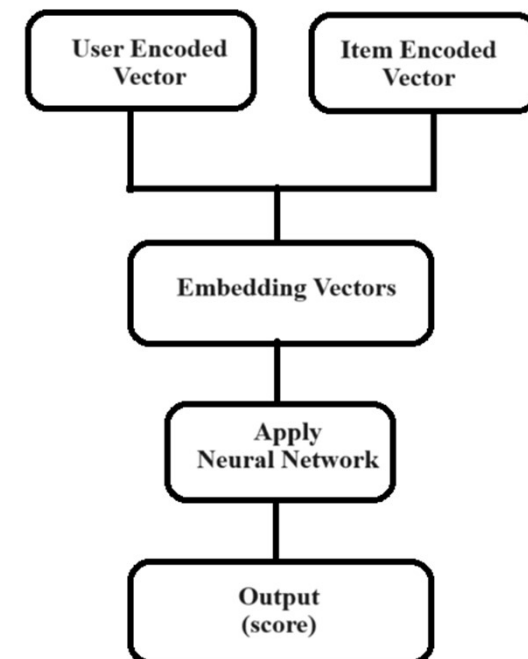 User Encoded
Vector
Item Encoded
Vector
Embedding Vectors
Apply
Neural Network
Output
(score)